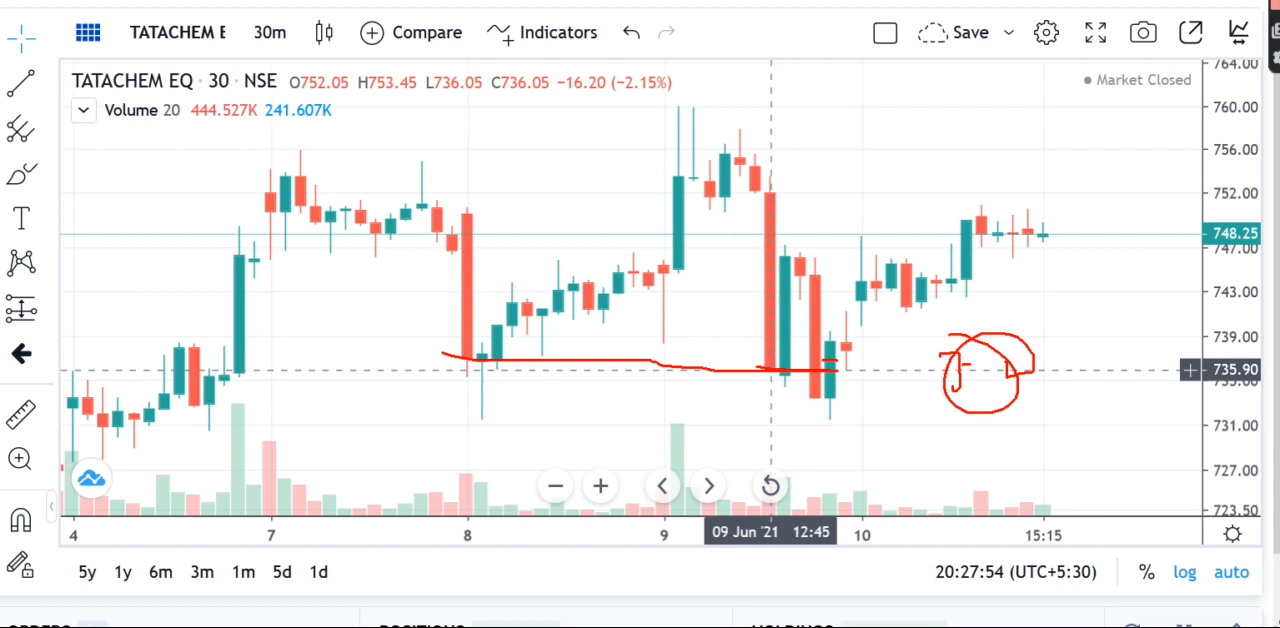 TATACHEM E 30m Compare Indicators Save
TATACHEM EQ · 30 · NSE O752.05 H753.45 L736.05 C736.05 −16.20 (−2.15%)
Market Closed
Volume 20 444.527K 241.607K
764.00
760.00
756.00
752.00
748.25
747.00
743.00
739.00
735.90
731.00
727.00
723.50
4 7 8 9 09 Jun '21 12:45 10 15:15
5y 1y 6m 3m 1m 5d 1d 20:27:54 (UTC+5:30) % log auto